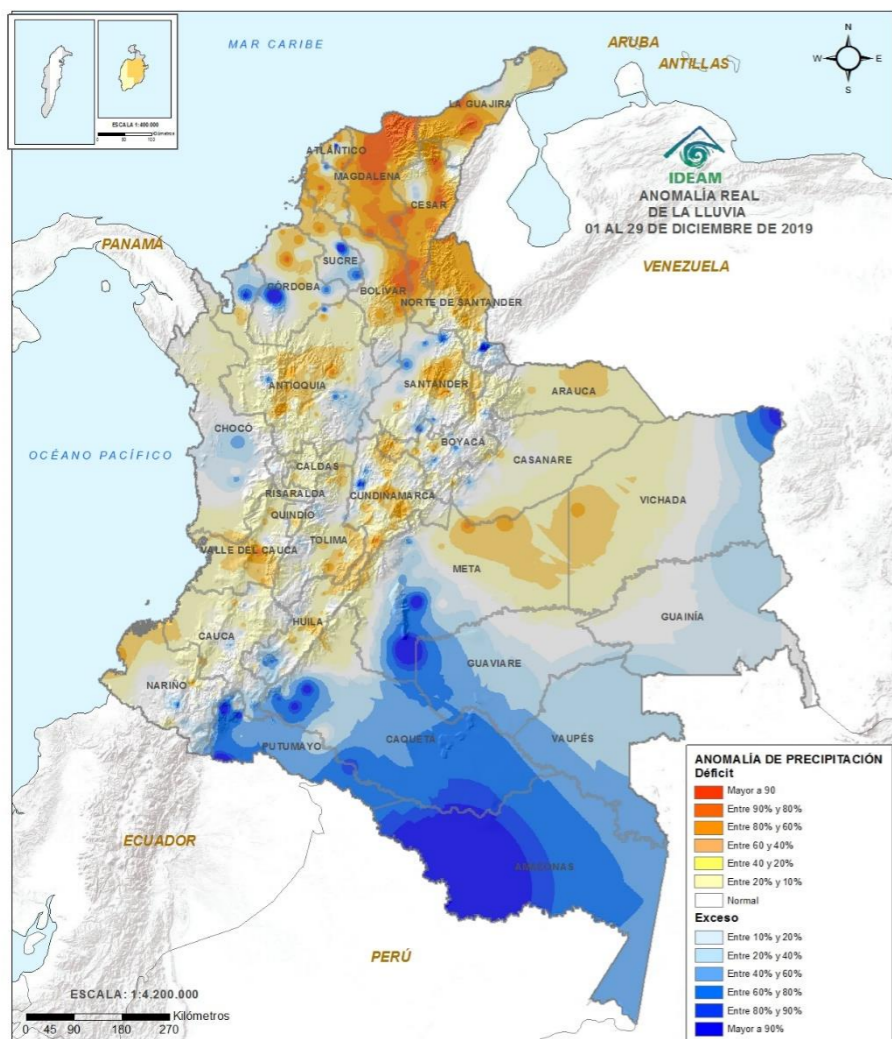 MAR CARIBE
ARUBA
ANTILLAS
N
W
E
S
ESCALA 1:400.000
Kilómetros
LA GUAJIRA
ATLÁNTICO
MAGDALENA
CESAR
IDEAM
ANOMALÍA REAL
DE LA LLUVIA
01 AL 29 DE DICIEMBRE DE 2019
PANAMÁ
VENEZUELA
SUCRE
CÓRDOBA
BOLÍVAR
NORTE DE SANTANDER
ANTIOQUIA
SANTANDER
ARAUCA
CHOCÓ
BOYACÁ
OCÉANO PACÍFICO
CASANARE
CALDAS
VICHADA
RISARALDA
CUNDINAMARCA
QUINDÍO
TOLIMA
VALLE DEL CAUCA
META
GUAINÍA
HUILA
CAUCA
GUAVIARE
NARIÑO
CAQUETÁ
VAUPÉS
PUTUMAYO
ECUADOR
AMAZONAS
PERÚ
ANOMALÍA DE PRECIPITACIÓN
Déficit
Mayor a 90
Entre 90% y 80%
Entre 80% y 60%
Entre 60 y 40%
Entre 40 y 20%
Entre 20% y 10%
Normal
Exceso
Entre 10% y 20%
Entre 20% y 40%
Entre 40% y 60%
Entre 60% y 80%
Entre 80% y 90%
Mayor a 90%
ESCALA: 1:4.200.000
Kilómetros
0 45 90 180 270